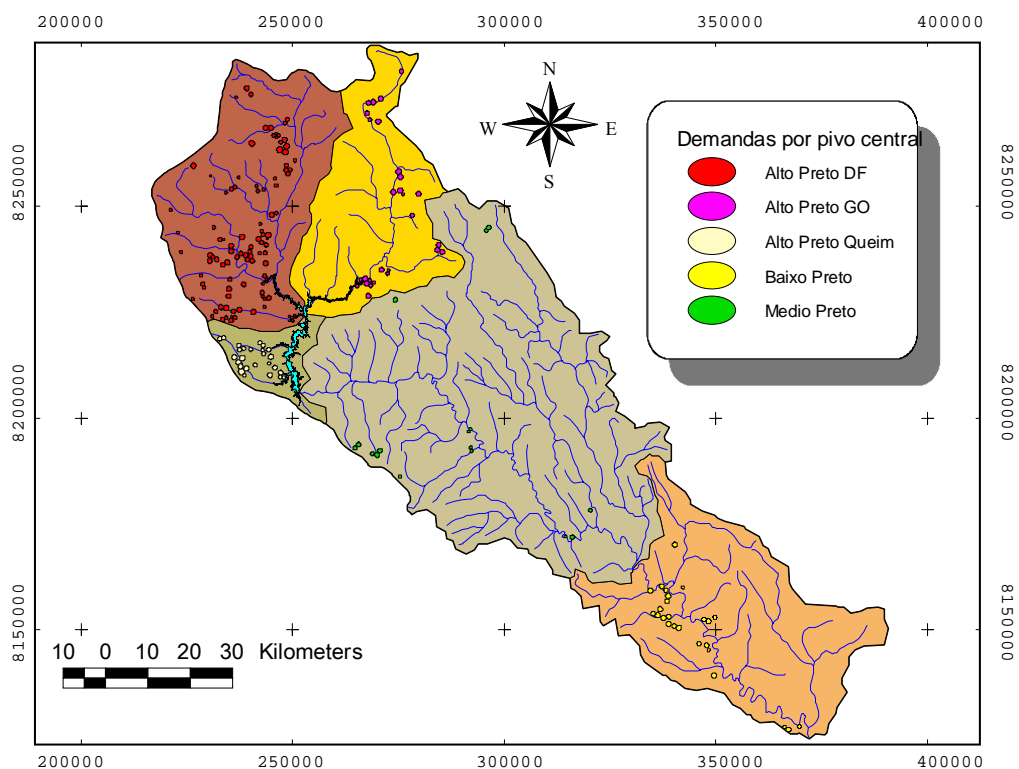 200000 250000 300000 350000 400000
N
W E
S
Demandas por pivo central
Alto Preto DF
Alto Preto GO
Alto Preto Queim
Baixo Preto
Medio Preto
8250000 8250000
8200000 8200000
8150000 8150000
10 0 10 20 30 Kilometers
200000 250000 300000 350000 400000